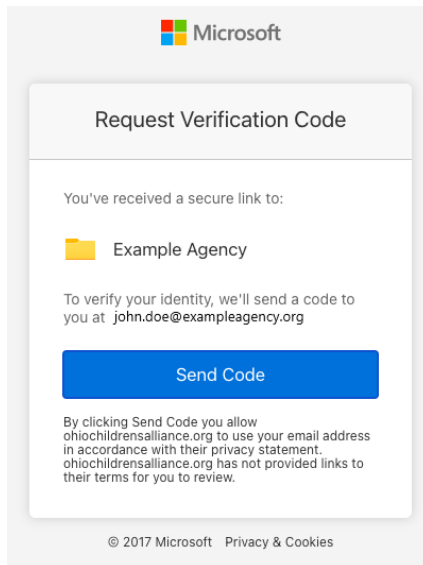 Microsoft
Request Verification Code
You've received a secure link to:
Example Agency
To verify your identity, we'll send a code to
you at john.doe@exampleagency.org
Send Code
By clicking Send Code you allow
ohiochildrensalliance.org to use your email address
in accordance with their privacy statement.
ohiochildrensalliance.org has not provided links to
their terms for you to review.
© 2017 Microsoft Privacy & Cookies